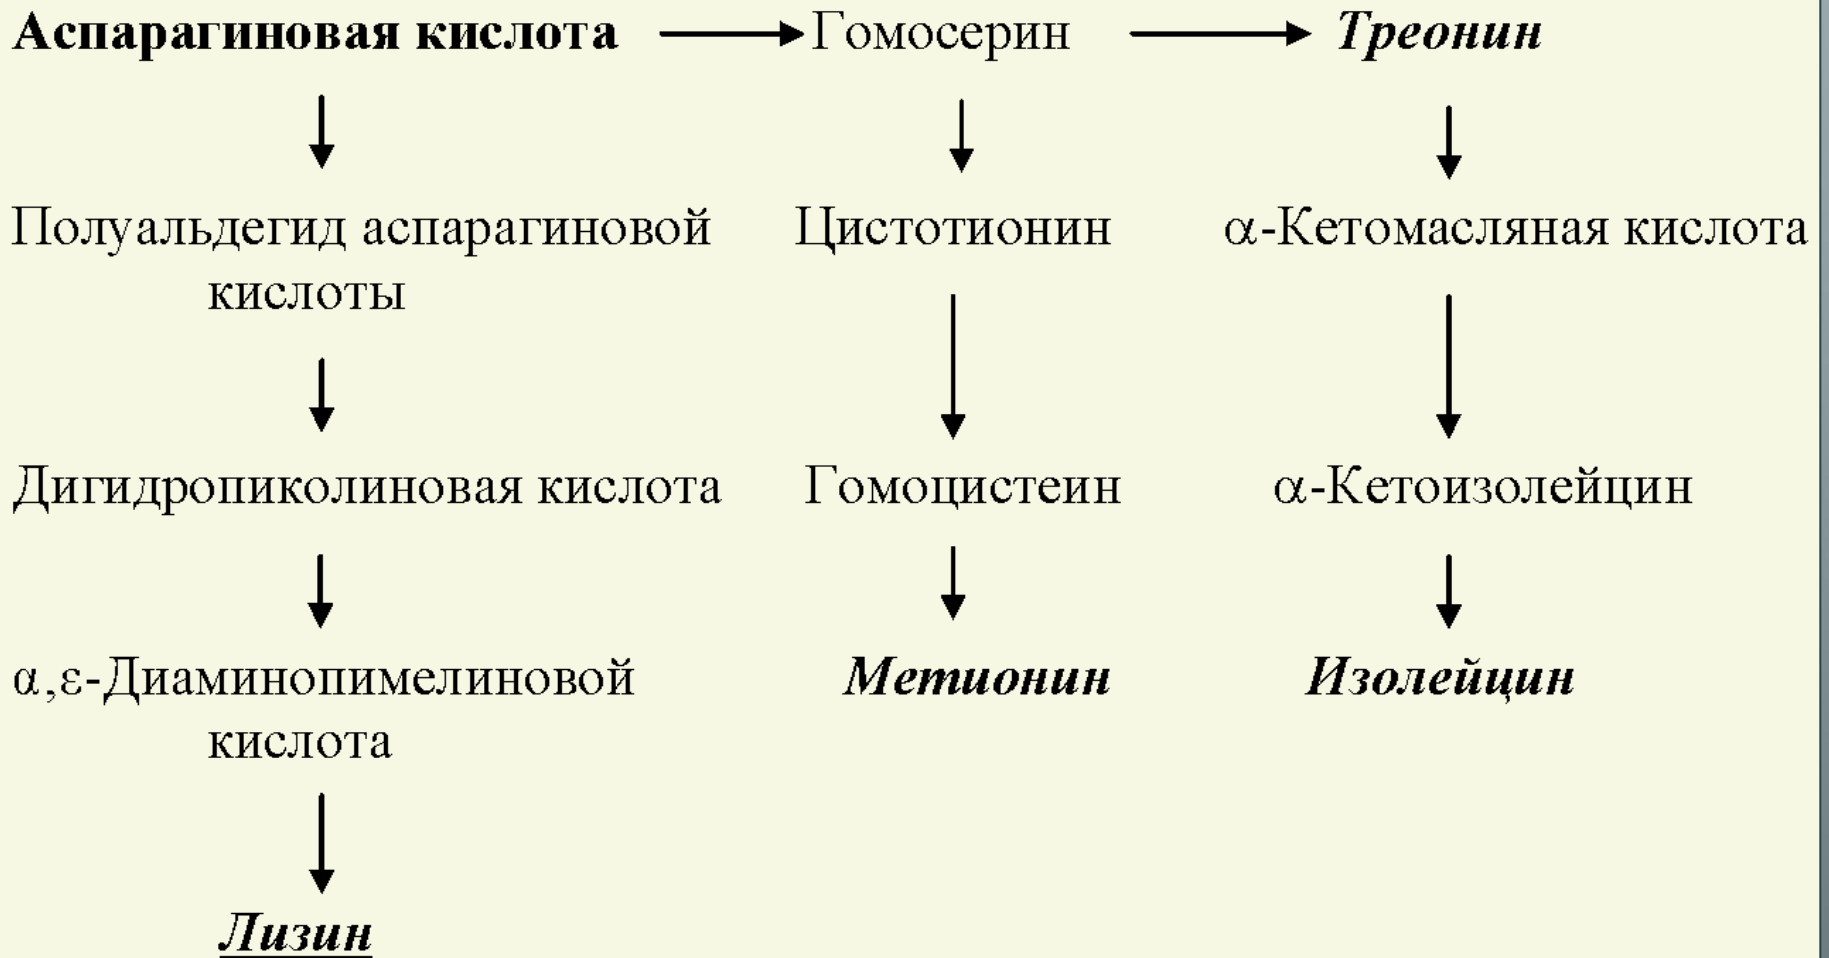 Аспарагиновая кислота Гомосерин Треонин
Полуальдегид аспарагиновой Цистотионин α-Кетомасляная кислота
кислоты
Дигидропиколиновая кислота Гомоцистеин α-Кетоизолейцин
α,ε-Диаминопимелиновой Метионин Изолейцин
кислота
Лизин